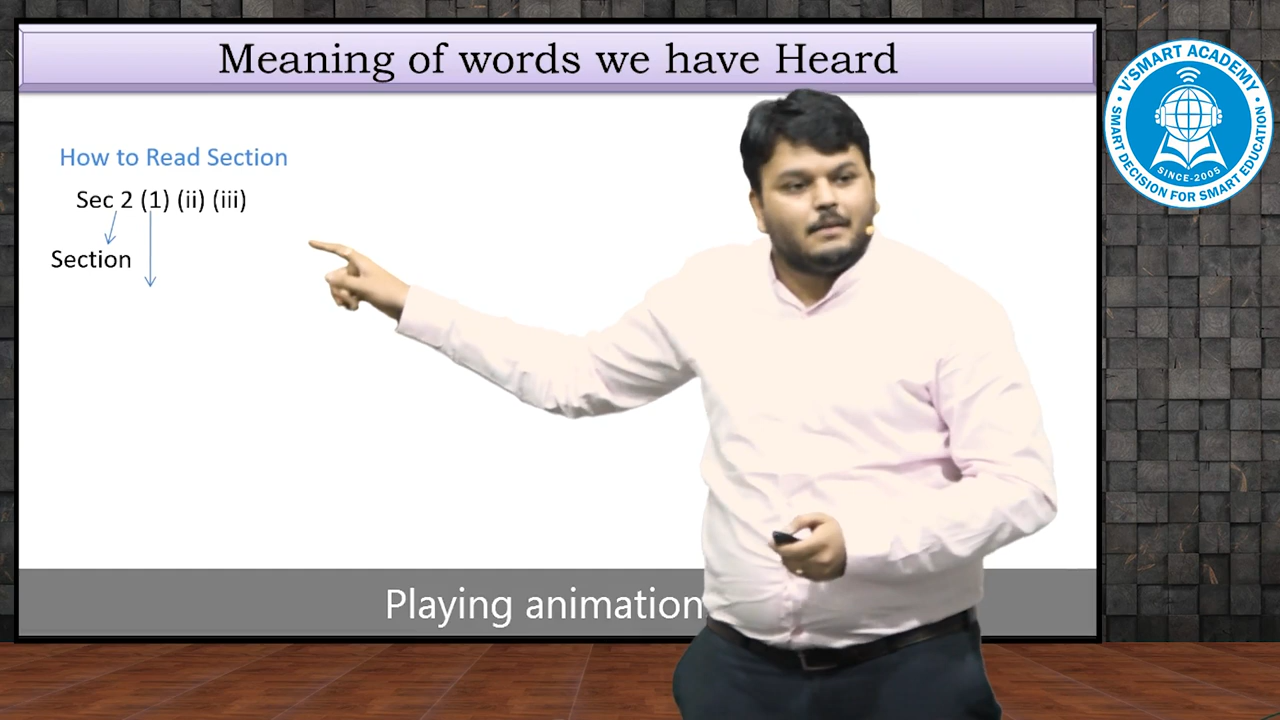 Meaning of words we have Heard
How to Read Section
Sec 2 (1) (ii) (iii)
Section
Playing animation
V'SMART ACADEMY
SINCE-2005
SMART DECISION FOR SMART EDUCATION